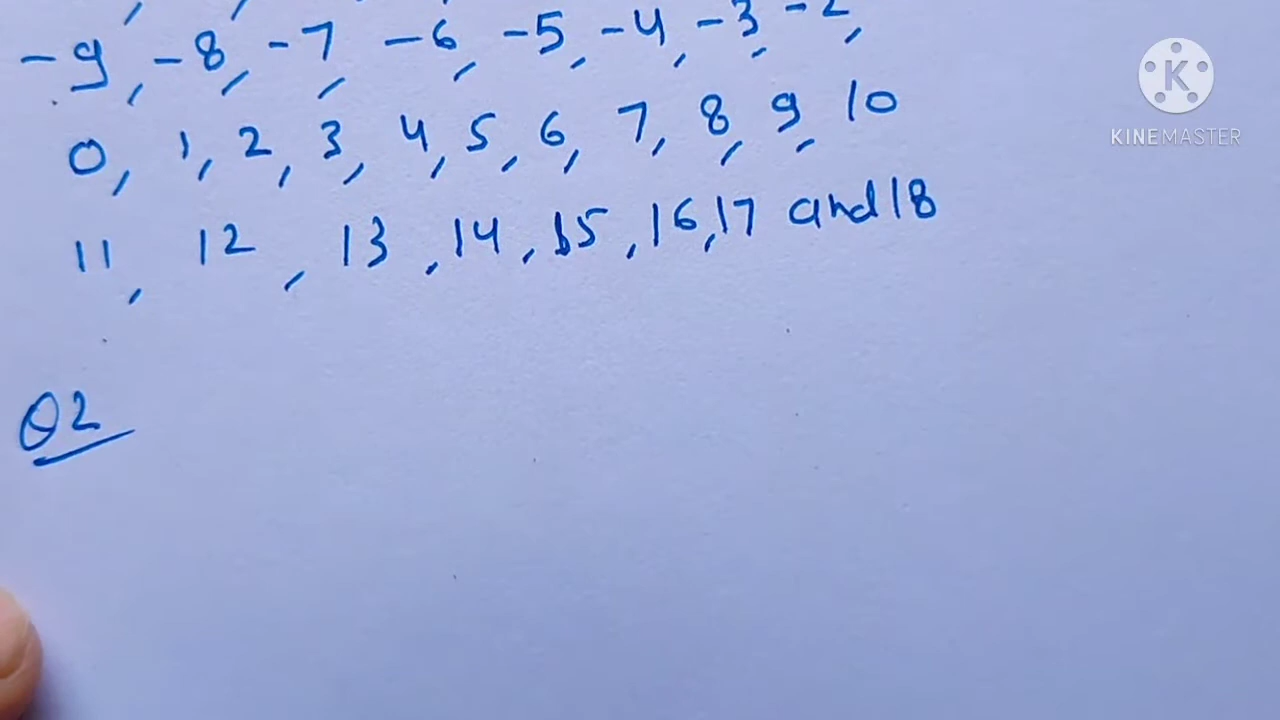 -9, -8, -7, -6, -5, -4, -3, -2,
0, 1, 2, 3, 4, 5, 6, 7, 8, 9, 10
11, 12, 13, 14, 15, 16, 17 and 18
Q2
KINEMASTER